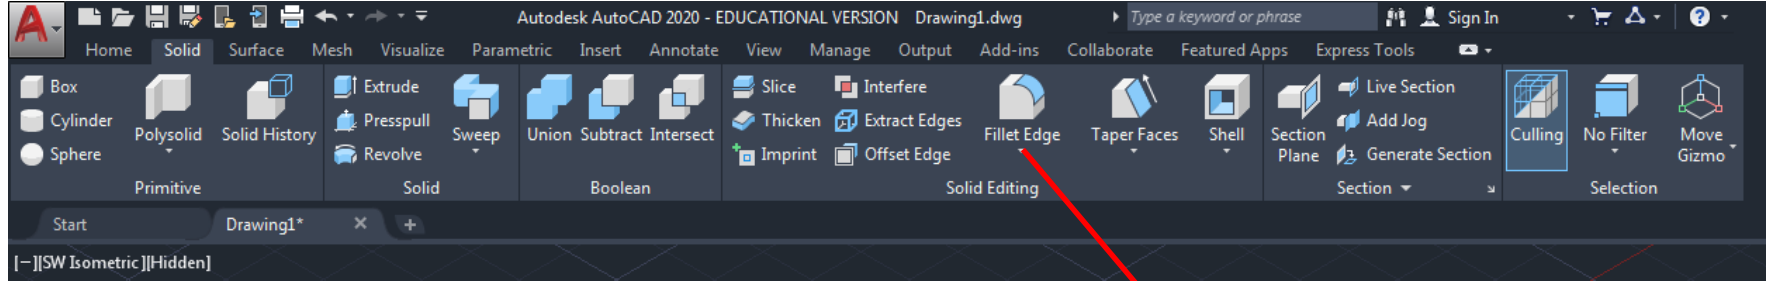 Autodesk AutoCAD 2020 - EDUCATIONAL VERSION Drawing1.dwg Type a keyword or phrase Sign In
Home Solid Surface Mesh Visualize Parametric Insert Annotate View Manage Output Add-ins Collaborate Featured Apps Express Tools
Box Extrude Slice Interfere Live Section
Cylinder Presspull Thicken Extract Edges Add Jog
Polysolid Solid History Sweep Union Subtract Intersect Fillet Edge Taper Faces Shell Section Plane Culling No Filter Move Gizmo
Sphere Revolve Imprint Offset Edge Generate Section
Primitive Solid Boolean Solid Editing Section Selection
Start Drawing1*
[−][SW Isometric][Hidden]